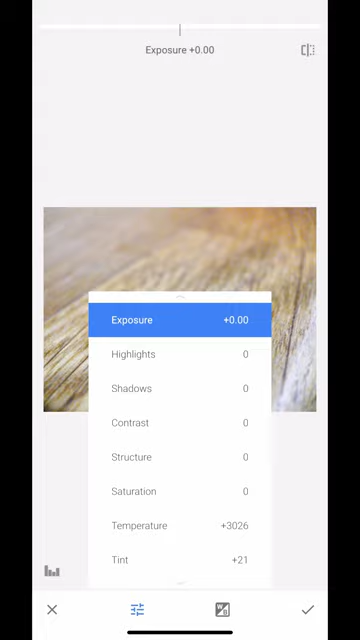 Exposure +0.00
Exposure +0.00
Highlights 0
Shadows 0
Contrast 0
Structure 0
Saturation 0
Temperature +3026
Tint +21